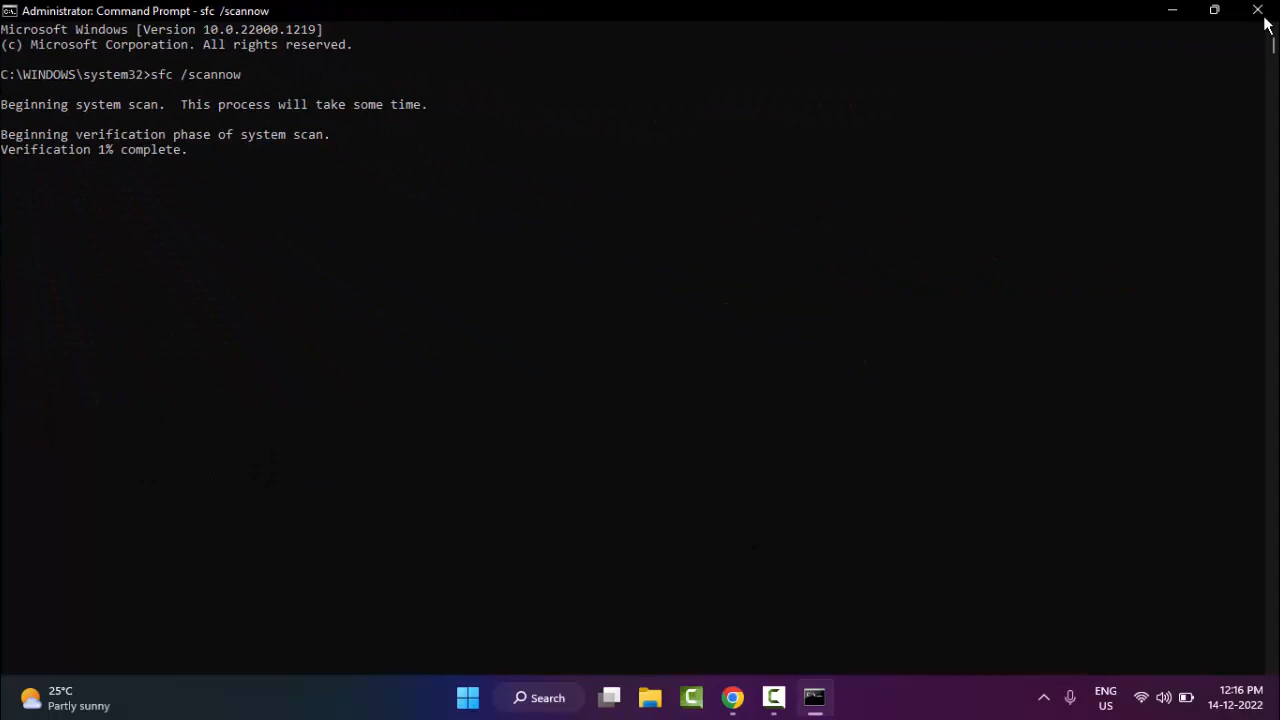 Administrator: Command Prompt - sfc /scannow
Microsoft Windows [Version 10.0.22000.1219]
(c) Microsoft Corporation. All rights reserved.
C:\WINDOWS\system32>sfc /scannow
Beginning system scan.  This process will take some time.
Beginning verification phase of system scan.
Verification 1% complete.
25°C
Partly sunny
Search
ENG
US
12:16 PM
14-12-2022